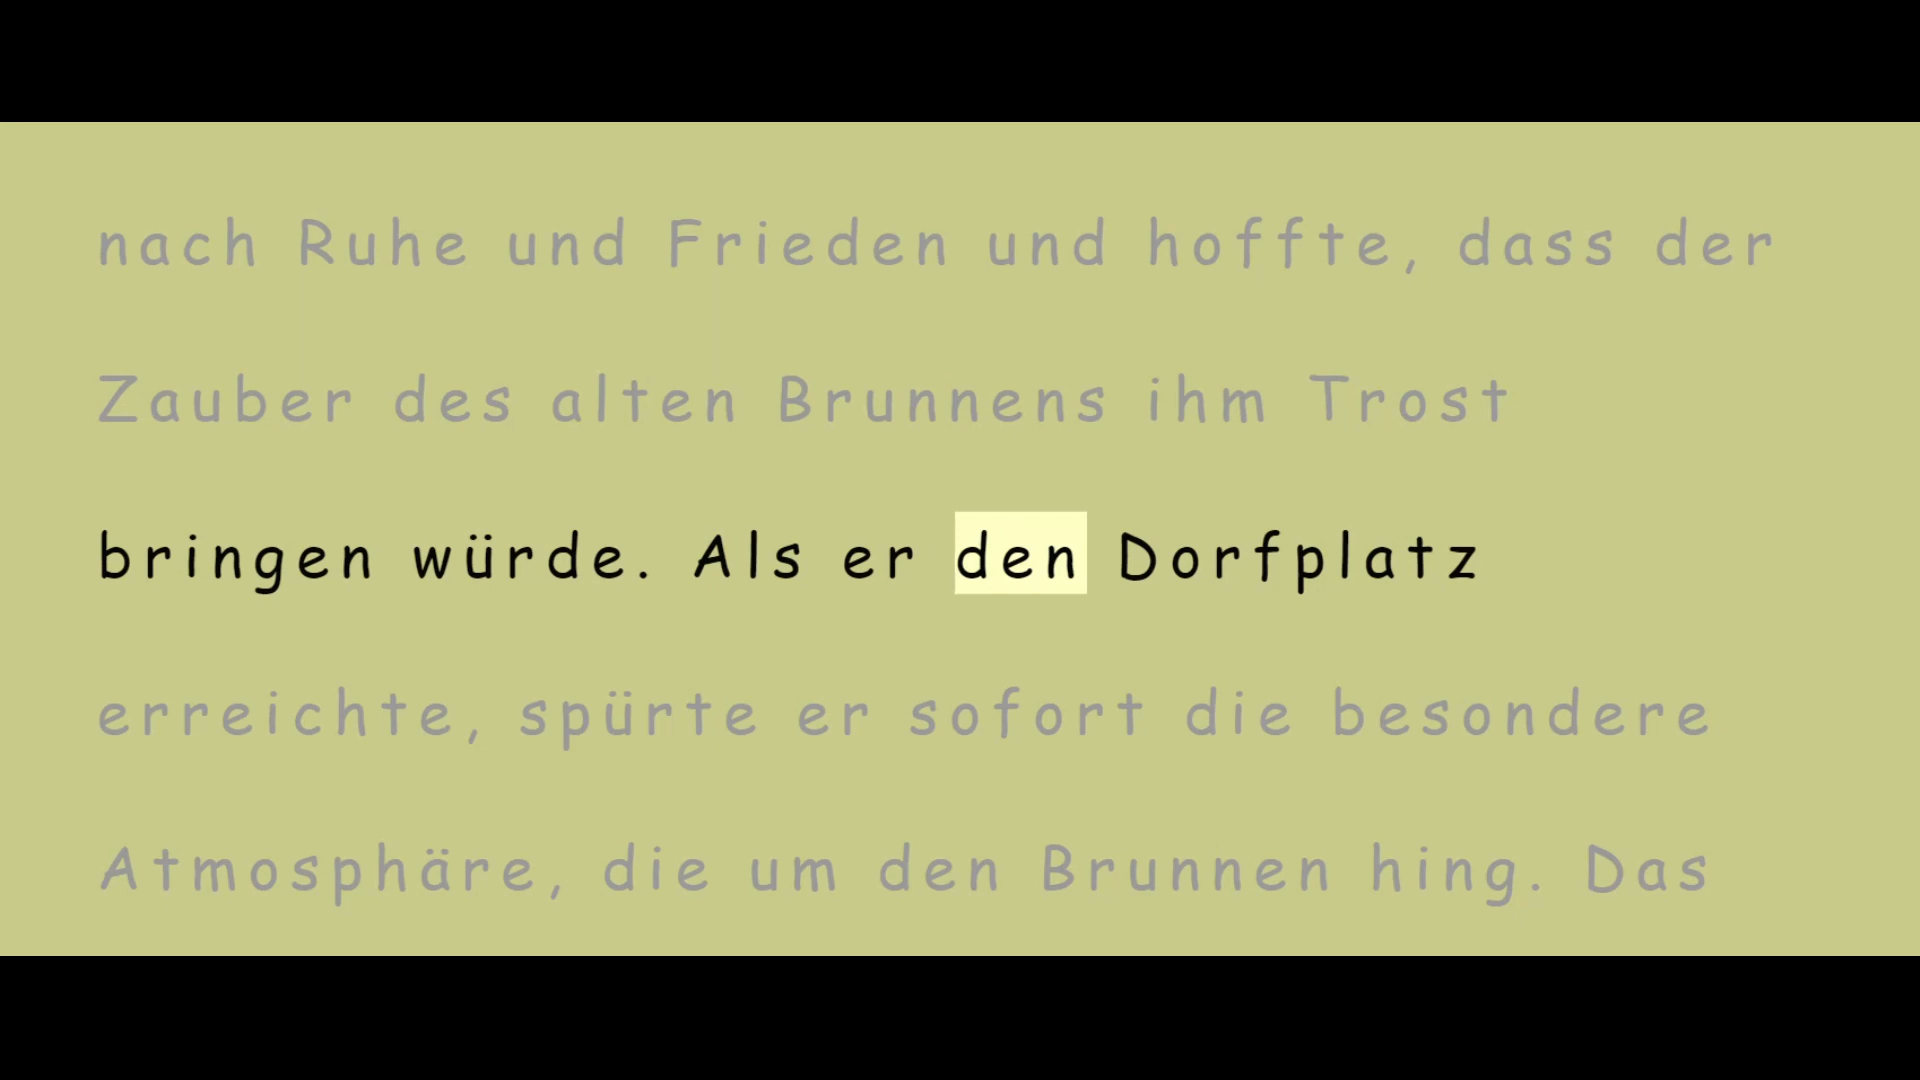 nach Ruhe und Frieden und hoffte, dass der
Zauber des alten Brunnens ihm Trost
bringen würde. Als er den Dorfplatz
erreichte, spürte er sofort die besondere
Atmosphäre, die um den Brunnen hing. Das